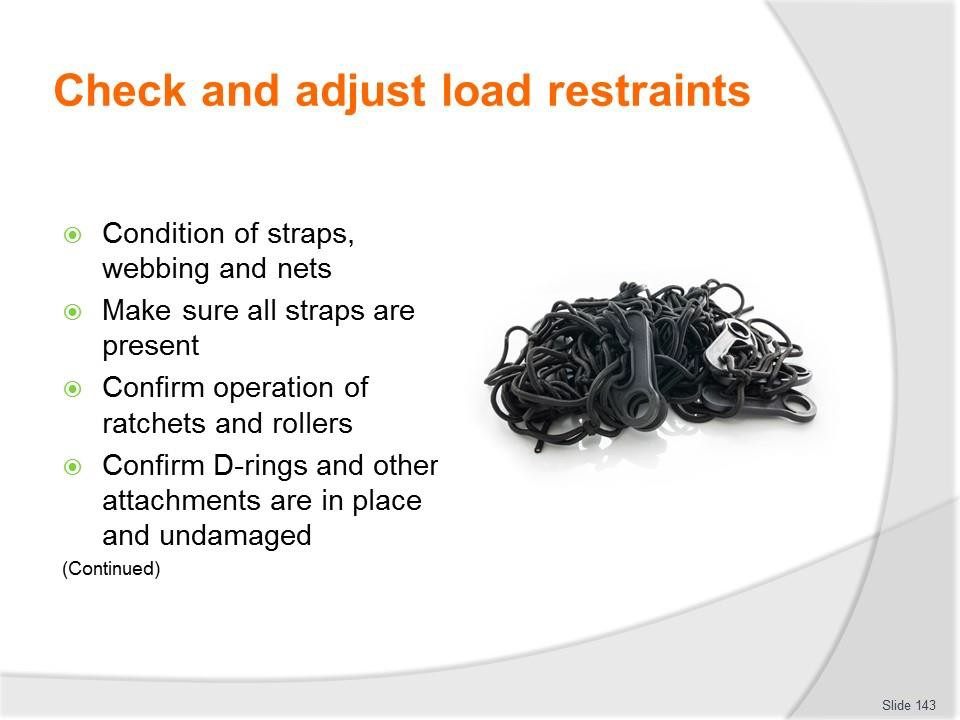 Check and adjust load restraints
Condition of straps,
webbing and nets
Make sure all straps are
present
Confirm operation of
ratchets and rollers
Confirm D-rings and other
attachments are in place
and undamaged
(Continued)
Slide 143